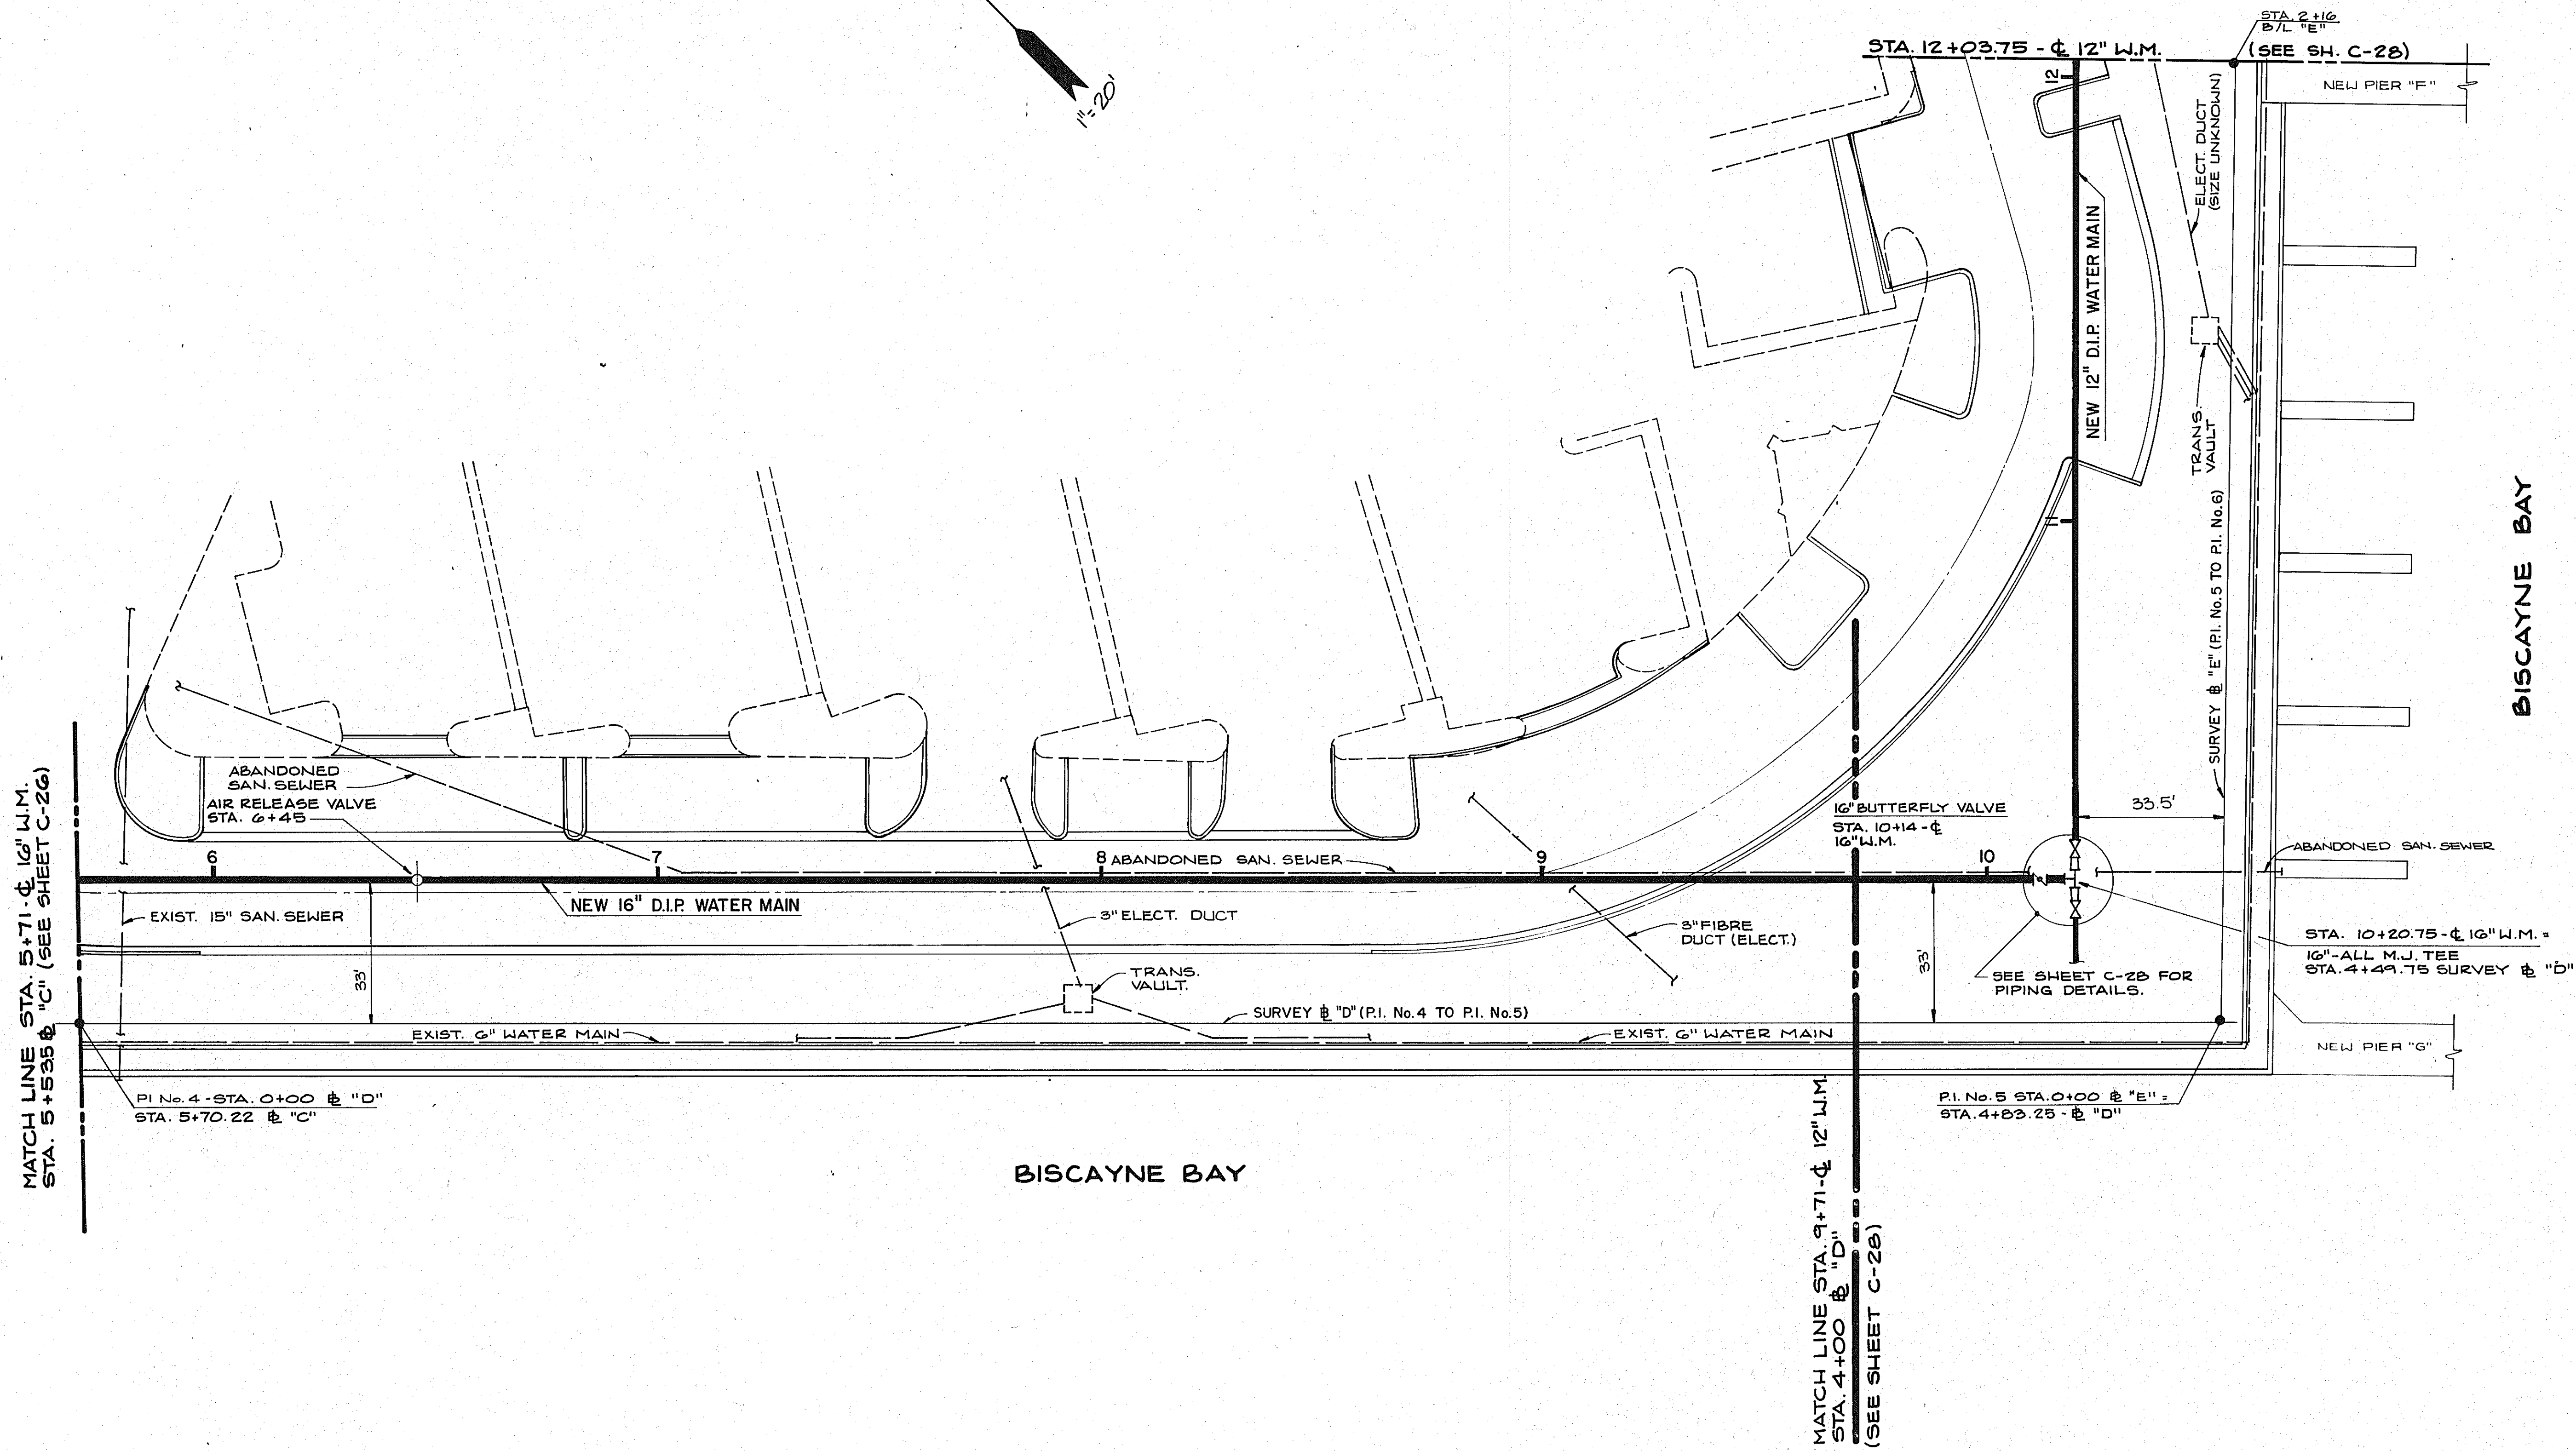 STA. 2+16
B/L "E"
STA. 12+03.75 - ℄ 12" W.M.
(SEE SH. C-28)
1"=20'
NEW PIER "F"
12
ELECT. DUCT
(SIZE UNKNOWN)
NEW 12" D.I.P. WATER MAIN
TRANS.
VAULT
11
SURVEY ⅊ "E" (P.I. No. 5 TO P.I. No. 6)
BISCAYNE BAY
MATCH LINE STA. 5+71-℄ 16" W.M.
"C" (SEE SHEET C-26)
ABANDONED
SAN. SEWER
AIR RELEASE VALVE
STA. 6+45
16" BUTTERFLY VALVE
STA. 10+14-℄
16" W.M.
33.5'
6
7
8
ABANDONED SAN. SEWER
9
10
ABANDONED SAN. SEWER
NEW 16" D.I.P. WATER MAIN
EXIST. 15" SAN. SEWER
3" ELECT. DUCT
3" FIBRE
DUCT (ELECT.)
33'
33'
TRANS.
VAULT.
SEE SHEET C-28 FOR
PIPING DETAILS.
STA. 10+20.75-℄ 16" W.M. =
16"-ALL M.J. TEE
STA. 4+49.75 SURVEY ⅊ "D"
SURVEY ⅊ "D" (P.I. No. 4 TO P.I. No. 5)
EXIST. 6" WATER MAIN
EXIST. 6" WATER MAIN
NEW PIER "G"
PI No. 4 -STA. 0+00 ⅊ "D"
STA. 5+70.22 ⅊ "C"
P.I. No. 5 STA. 0+00 ⅊ "E" =
STA. 4+83.25 - ⅊ "D"
BISCAYNE BAY
MATCH LINE STA. 9+71-℄ 12" W.M.
STA. 4+00 ⅊ "D"
(SEE SHEET C-28)